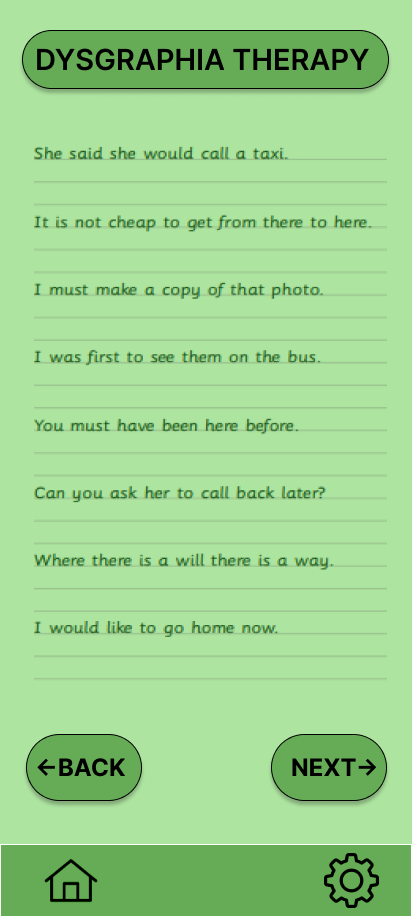 DYSGRAPHIA THERAPY
She said she would call a taxi.
It is not cheap to get from there to here.
I must make a copy of that photo.
I was first to see them on the bus.
You must have been here before.
Can you ask her to call back later?
Where there is a will there is a way.
I would like to go home now.
←BACK
NEXT→